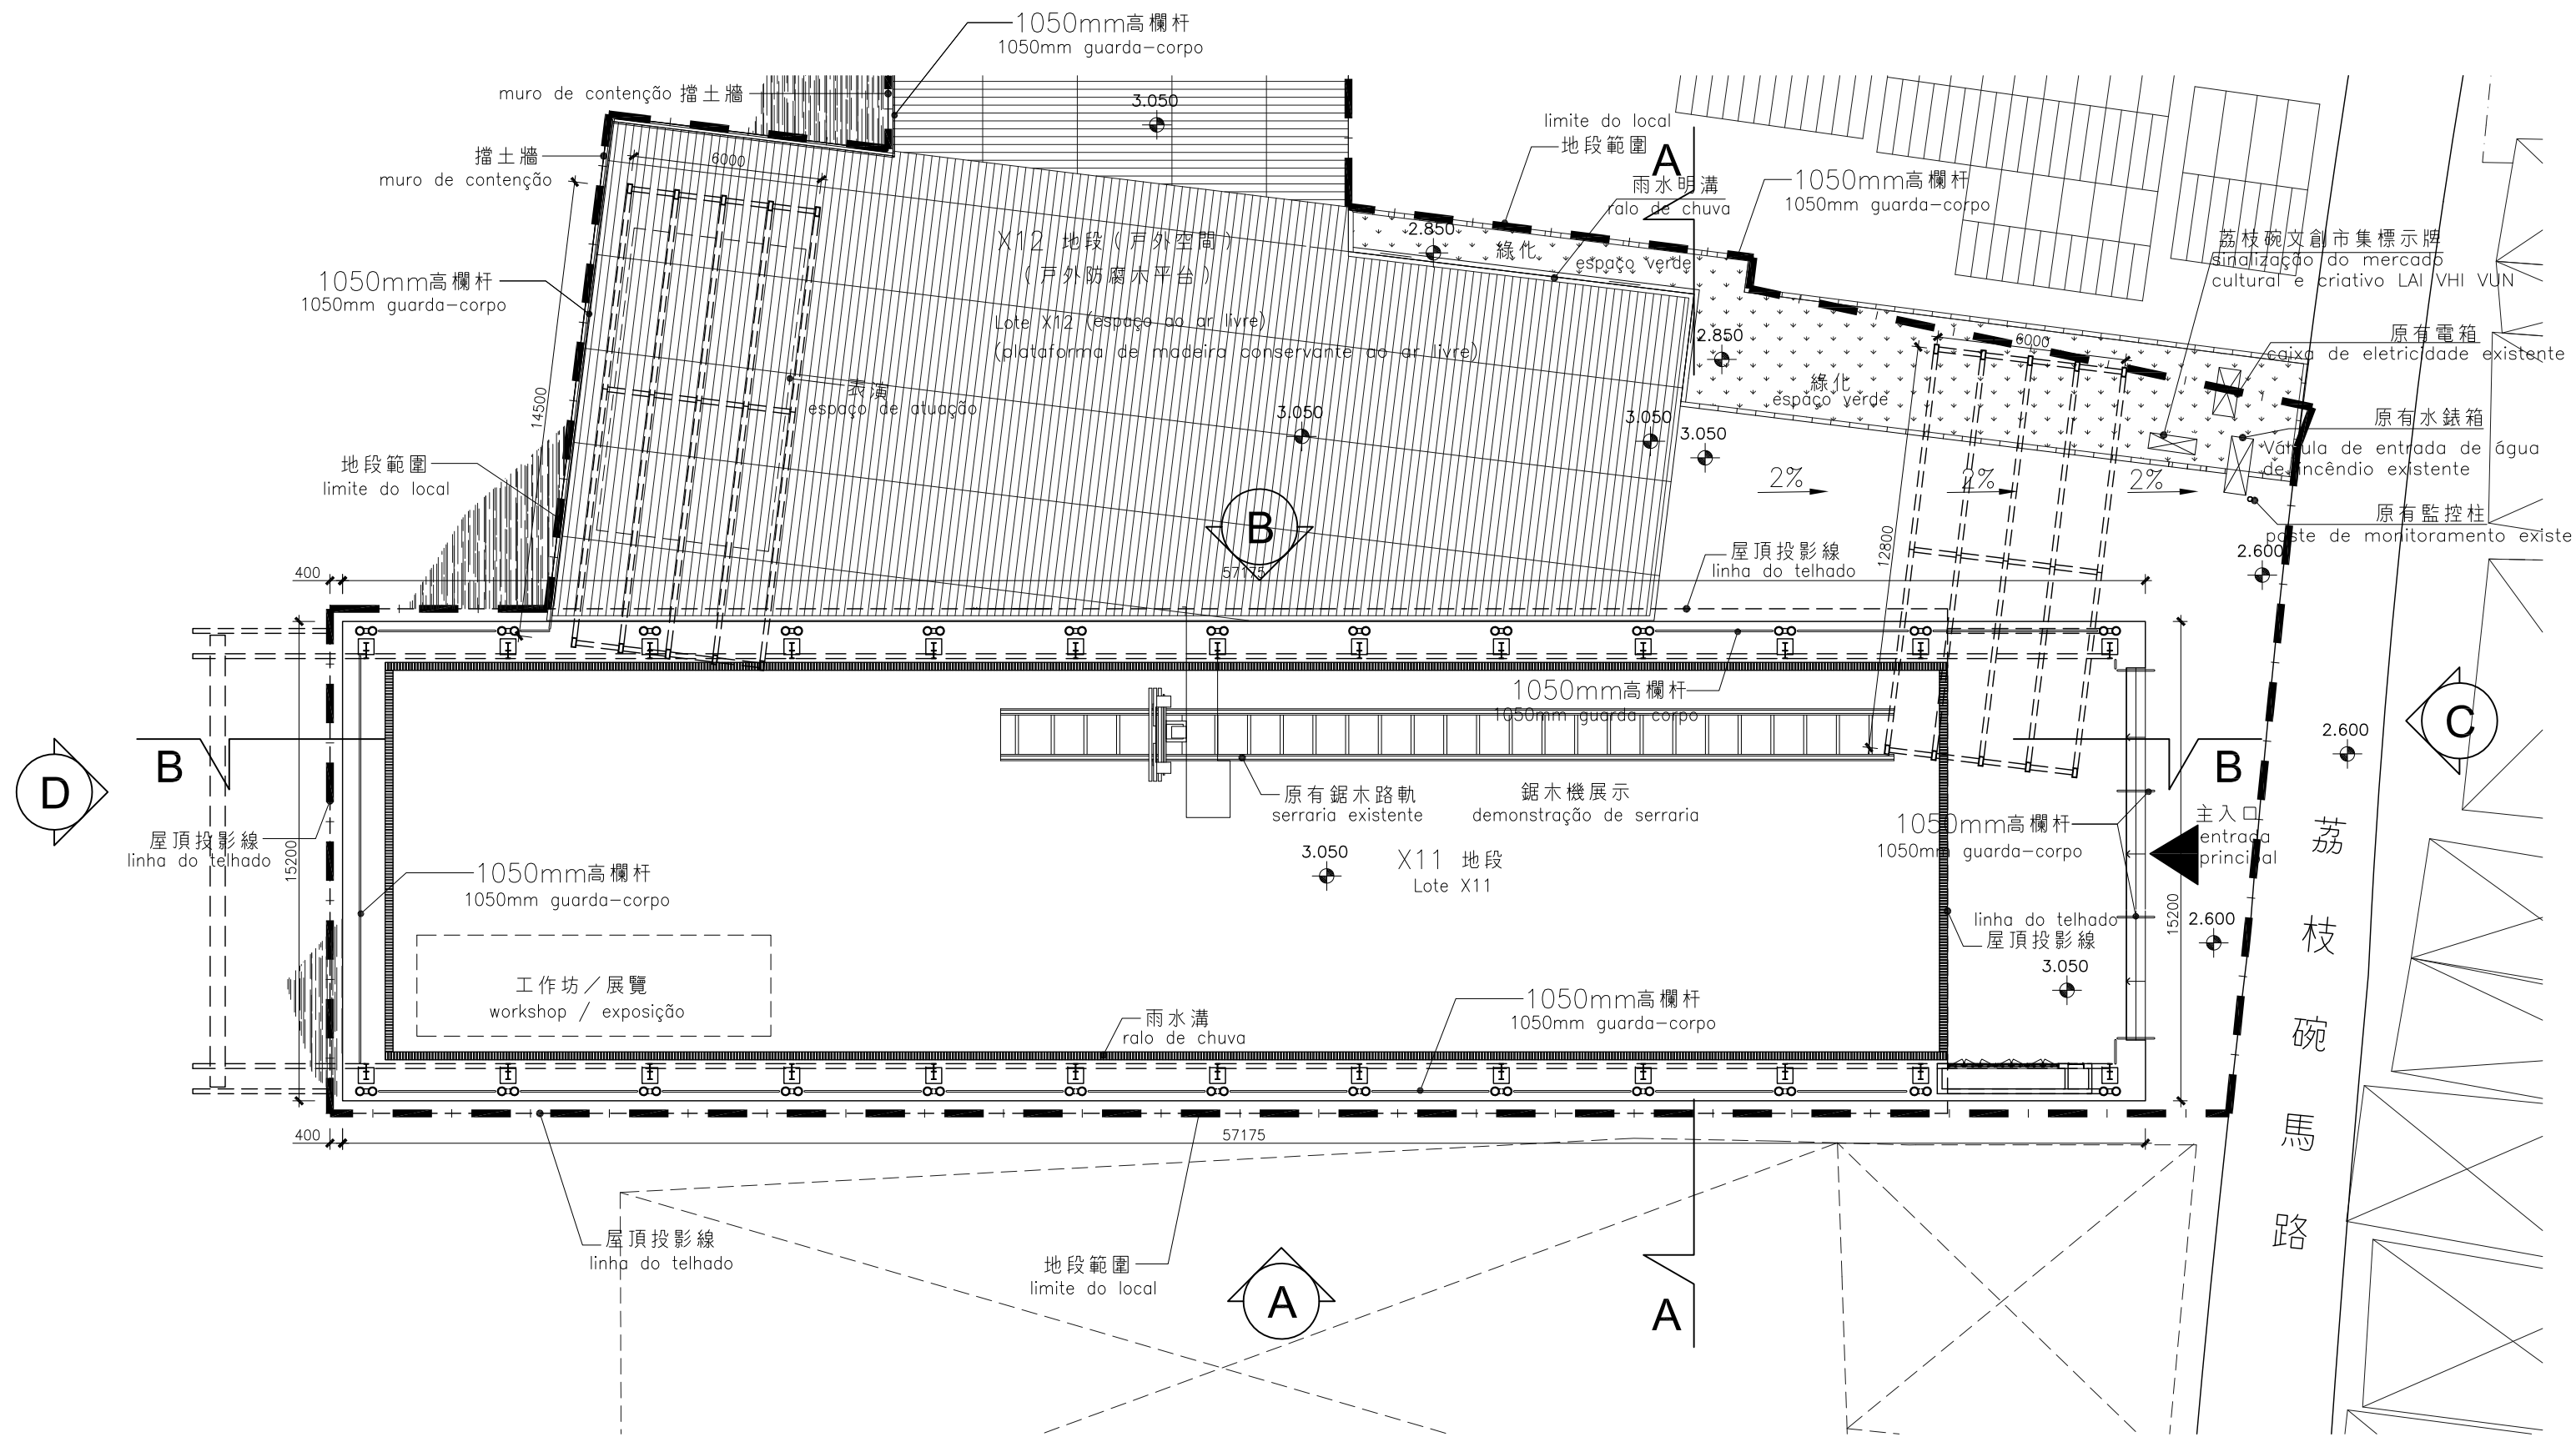 1050mm高欄杆
1050mm guarda-corpo
muro de contenção 擋土牆
3.050
擋土牆
muro de contenção
6000
limite do local
地段範圍
A
雨水明溝
ralo de chuva
1050mm高欄杆
1050mm guarda-corpo
X12 地段(戶外空間)
(戶外防腐木平台)
Lote X12 (espaço ao ar livre)
(plataforma de madeira conservante ao ar livre)
2.850
綠化
espaço verde
荔枝碗文創市集標示牌
sinalização do mercado
cultural e criativo LAI VHI VUN
1050mm高欄杆
1050mm guarda-corpo
2.850
6000
原有電箱
caixa de eletricidade existente
表演
espaço de atuação
綠化
espaço verde
14500
3.050
3.050
3.050
原有水錶箱
Válvula de entrada de água
de incêndio existente
地段範圍
limite do local
2%
2%
2%
原有監控柱
poste de monitoramento existe
B
12800
屋頂投影線
linha do telhado
2.600
400
57175
1050mm高欄杆
1050mm guarda corpo
C
2.600
D
B
B
原有鋸木路軌
serraria existente
鋸木機展示
demonstração de serraria
屋頂投影線
linha do telhado
15200
1050mm高欄杆
1050mm guarda-corpo
主入口
entrada
principal
3.050
X11 地段
Lote X11
1050mm高欄杆
1050mm guarda-corpo
linha do telhado
屋頂投影線
15200
2.600
3.050
工作坊/展覽
workshop / exposição
雨水溝
ralo de chuva
1050mm高欄杆
1050mm guarda-corpo
400
57175
屋頂投影線
linha do telhado
地段範圍
limite do local
A
A
荔枝碗馬路